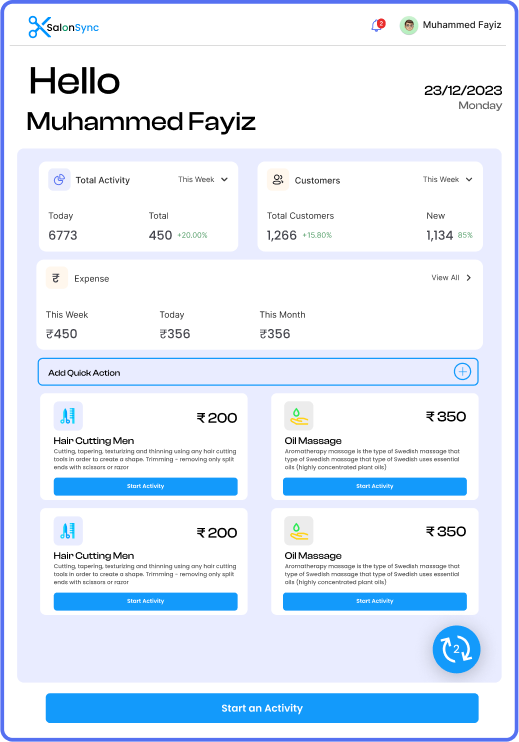 SalonSync
2
Muhammed Fayiz
Hello
Muhammed Fayiz
23/12/2023
Monday
Total Activity
This Week
Today
Total
6773
450 +20.00%
Customers
This Week
Total Customers
New
1,266 +15.80%
1,134 85%
₹ Expense
View All
This Week
Today
This Month
₹450
₹356
₹356
Add Quick Action
₹ 200
Hair Cutting Men
Cutting, tapering, texturizing and thinning using any hair cutting
tools in order to create a shape. Trimming - removing only split
ends with scissors or razor
Start Activity
₹ 350
Oil Massage
Aromatherapy massage is the type of Swedish massage that
type of Swedish massage that type of Swedish uses essential
oils (highly concentrated plant oils)
Start Activity
₹ 200
Hair Cutting Men
Cutting, tapering, texturizing and thinning using any hair cutting
tools in order to create a shape. Trimming - removing only split
ends with scissors or razor
Start Activity
₹ 350
Oil Massage
Aromatherapy massage is the type of Swedish massage that
type of Swedish massage that type of Swedish uses essential
oils (highly concentrated plant oils)
Start Activity
2
Start an Activity